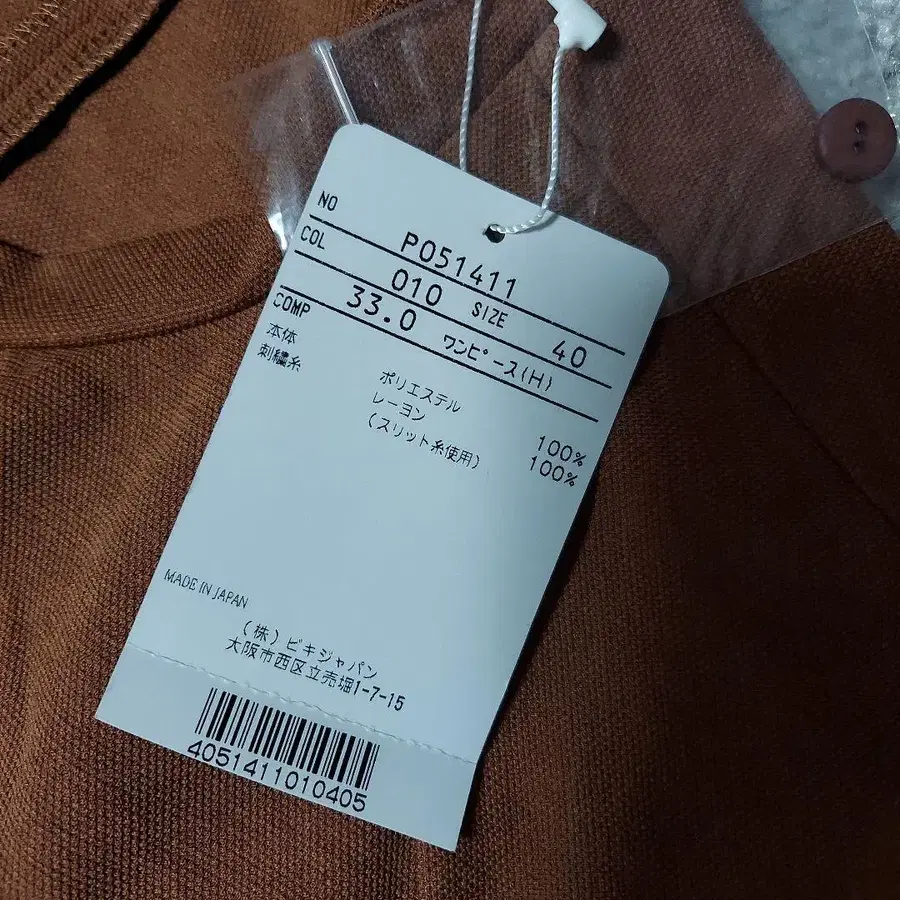 NO P051411
COL 010 SIZE 40
33.0 ワンピース(H)
COMP
本体 ポリエステル 100%
刺繍糸 レーヨン 100%
(スリット糸使用)
MADE IN JAPAN
(株)ビキジャパン
大阪市西区立売堀1-7-15
4051411010405